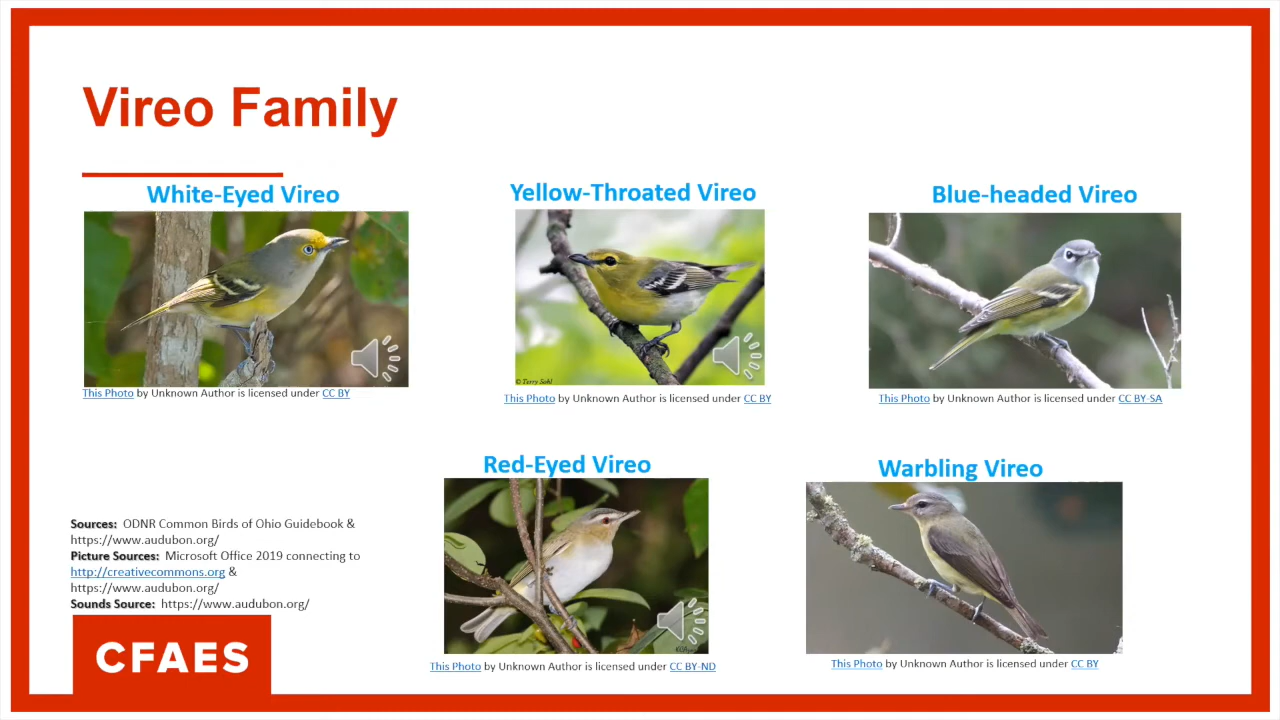 Vireo Family
White-Eyed Vireo
Yellow-Throated Vireo
Blue-headed Vireo
© Terry Sohl
This Photo by Unknown Author is licensed under CC BY
This Photo by Unknown Author is licensed under CC BY
This Photo by Unknown Author is licensed under CC BY-SA
Red-Eyed Vireo
Warbling Vireo
Sources: ODNR Common Birds of Ohio Guidebook &
https://www.audubon.org/
Picture Sources: Microsoft Office 2019 connecting to
http://creativecommons.org &
https://www.audubon.org/
Sounds Source: https://www.audubon.org/
This Photo by Unknown Author is licensed under CC BY-ND
This Photo by Unknown Author is licensed under CC BY
CFAES